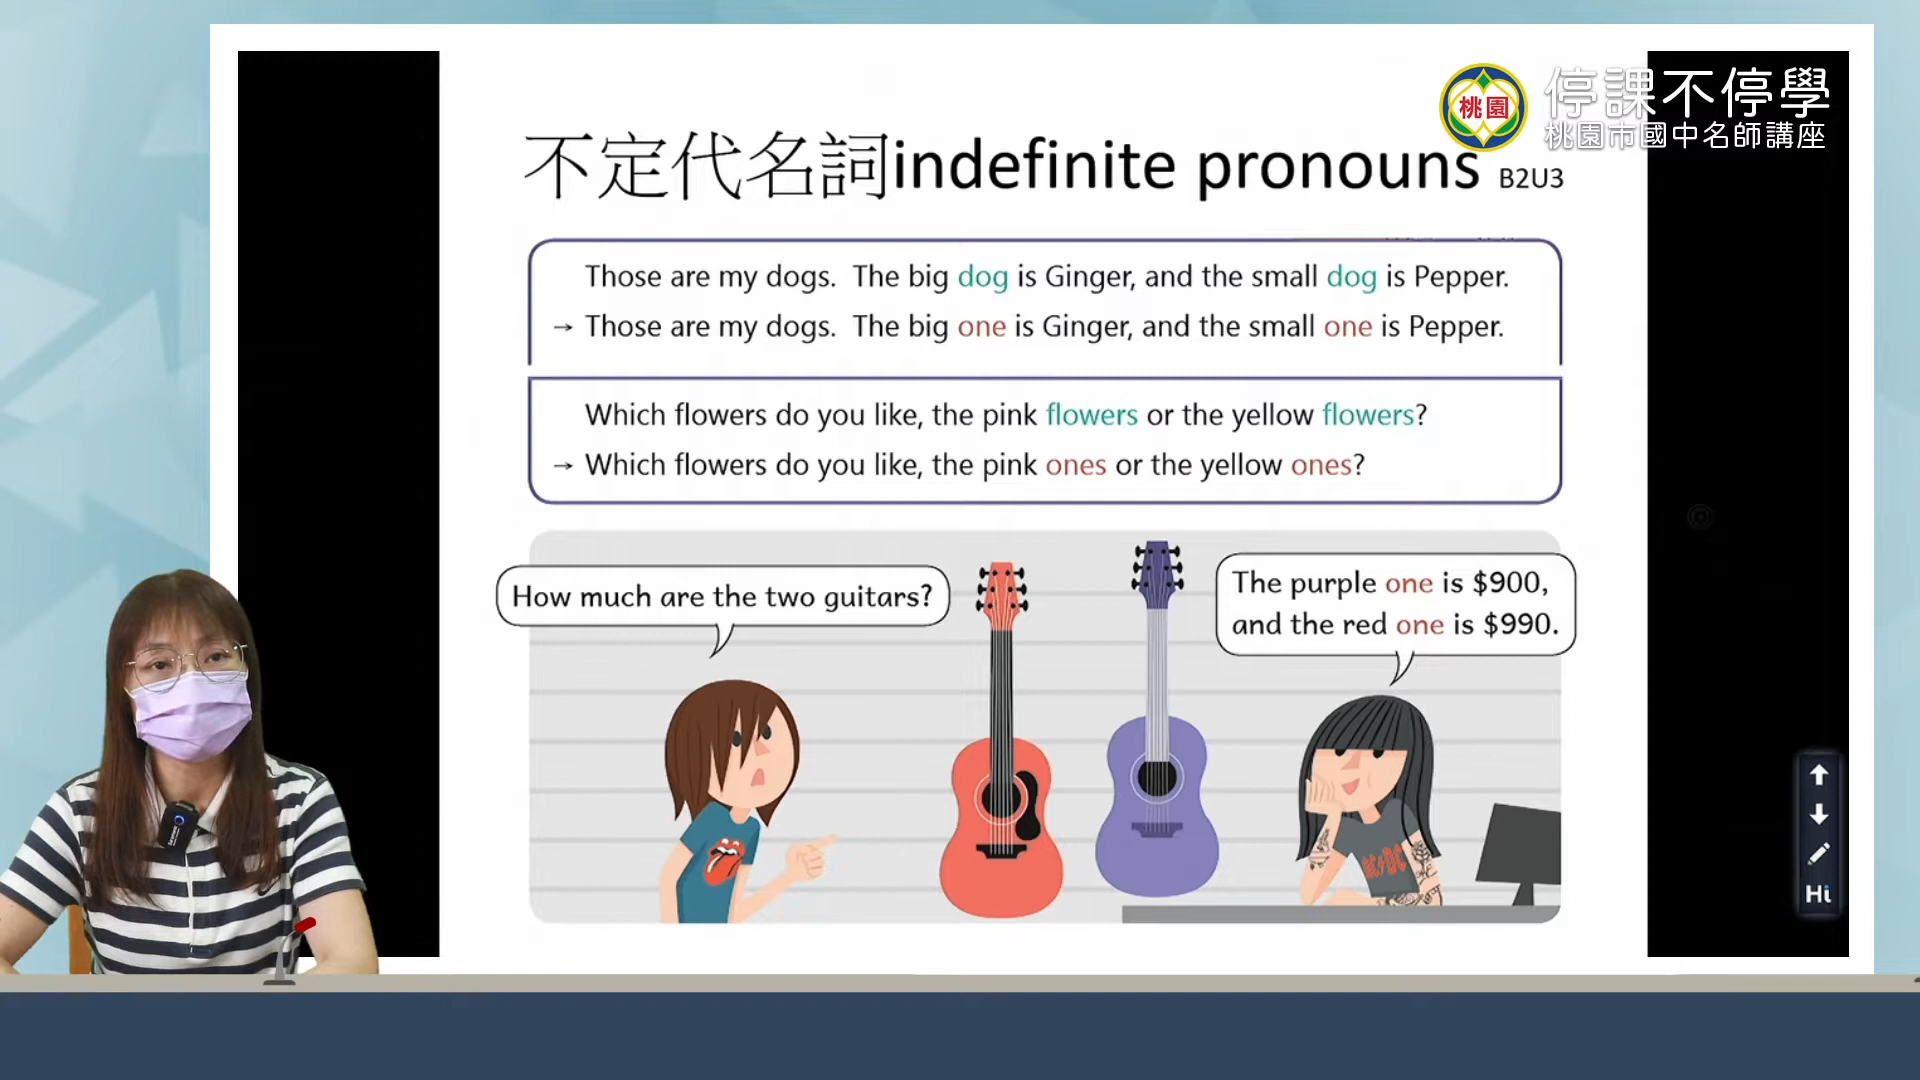 桃園
停課不停學
桃園市國中名師講座
不定代名詞indefinite pronouns B2U3
Those are my dogs. The big dog is Ginger, and the small dog is Pepper.
→ Those are my dogs. The big one is Ginger, and the small one is Pepper.
Which flowers do you like, the pink flowers or the yellow flowers?
→ Which flowers do you like, the pink ones or the yellow ones?
How much are the two guitars?
The purple one is $900,
and the red one is $990.
AC/DC
Hi